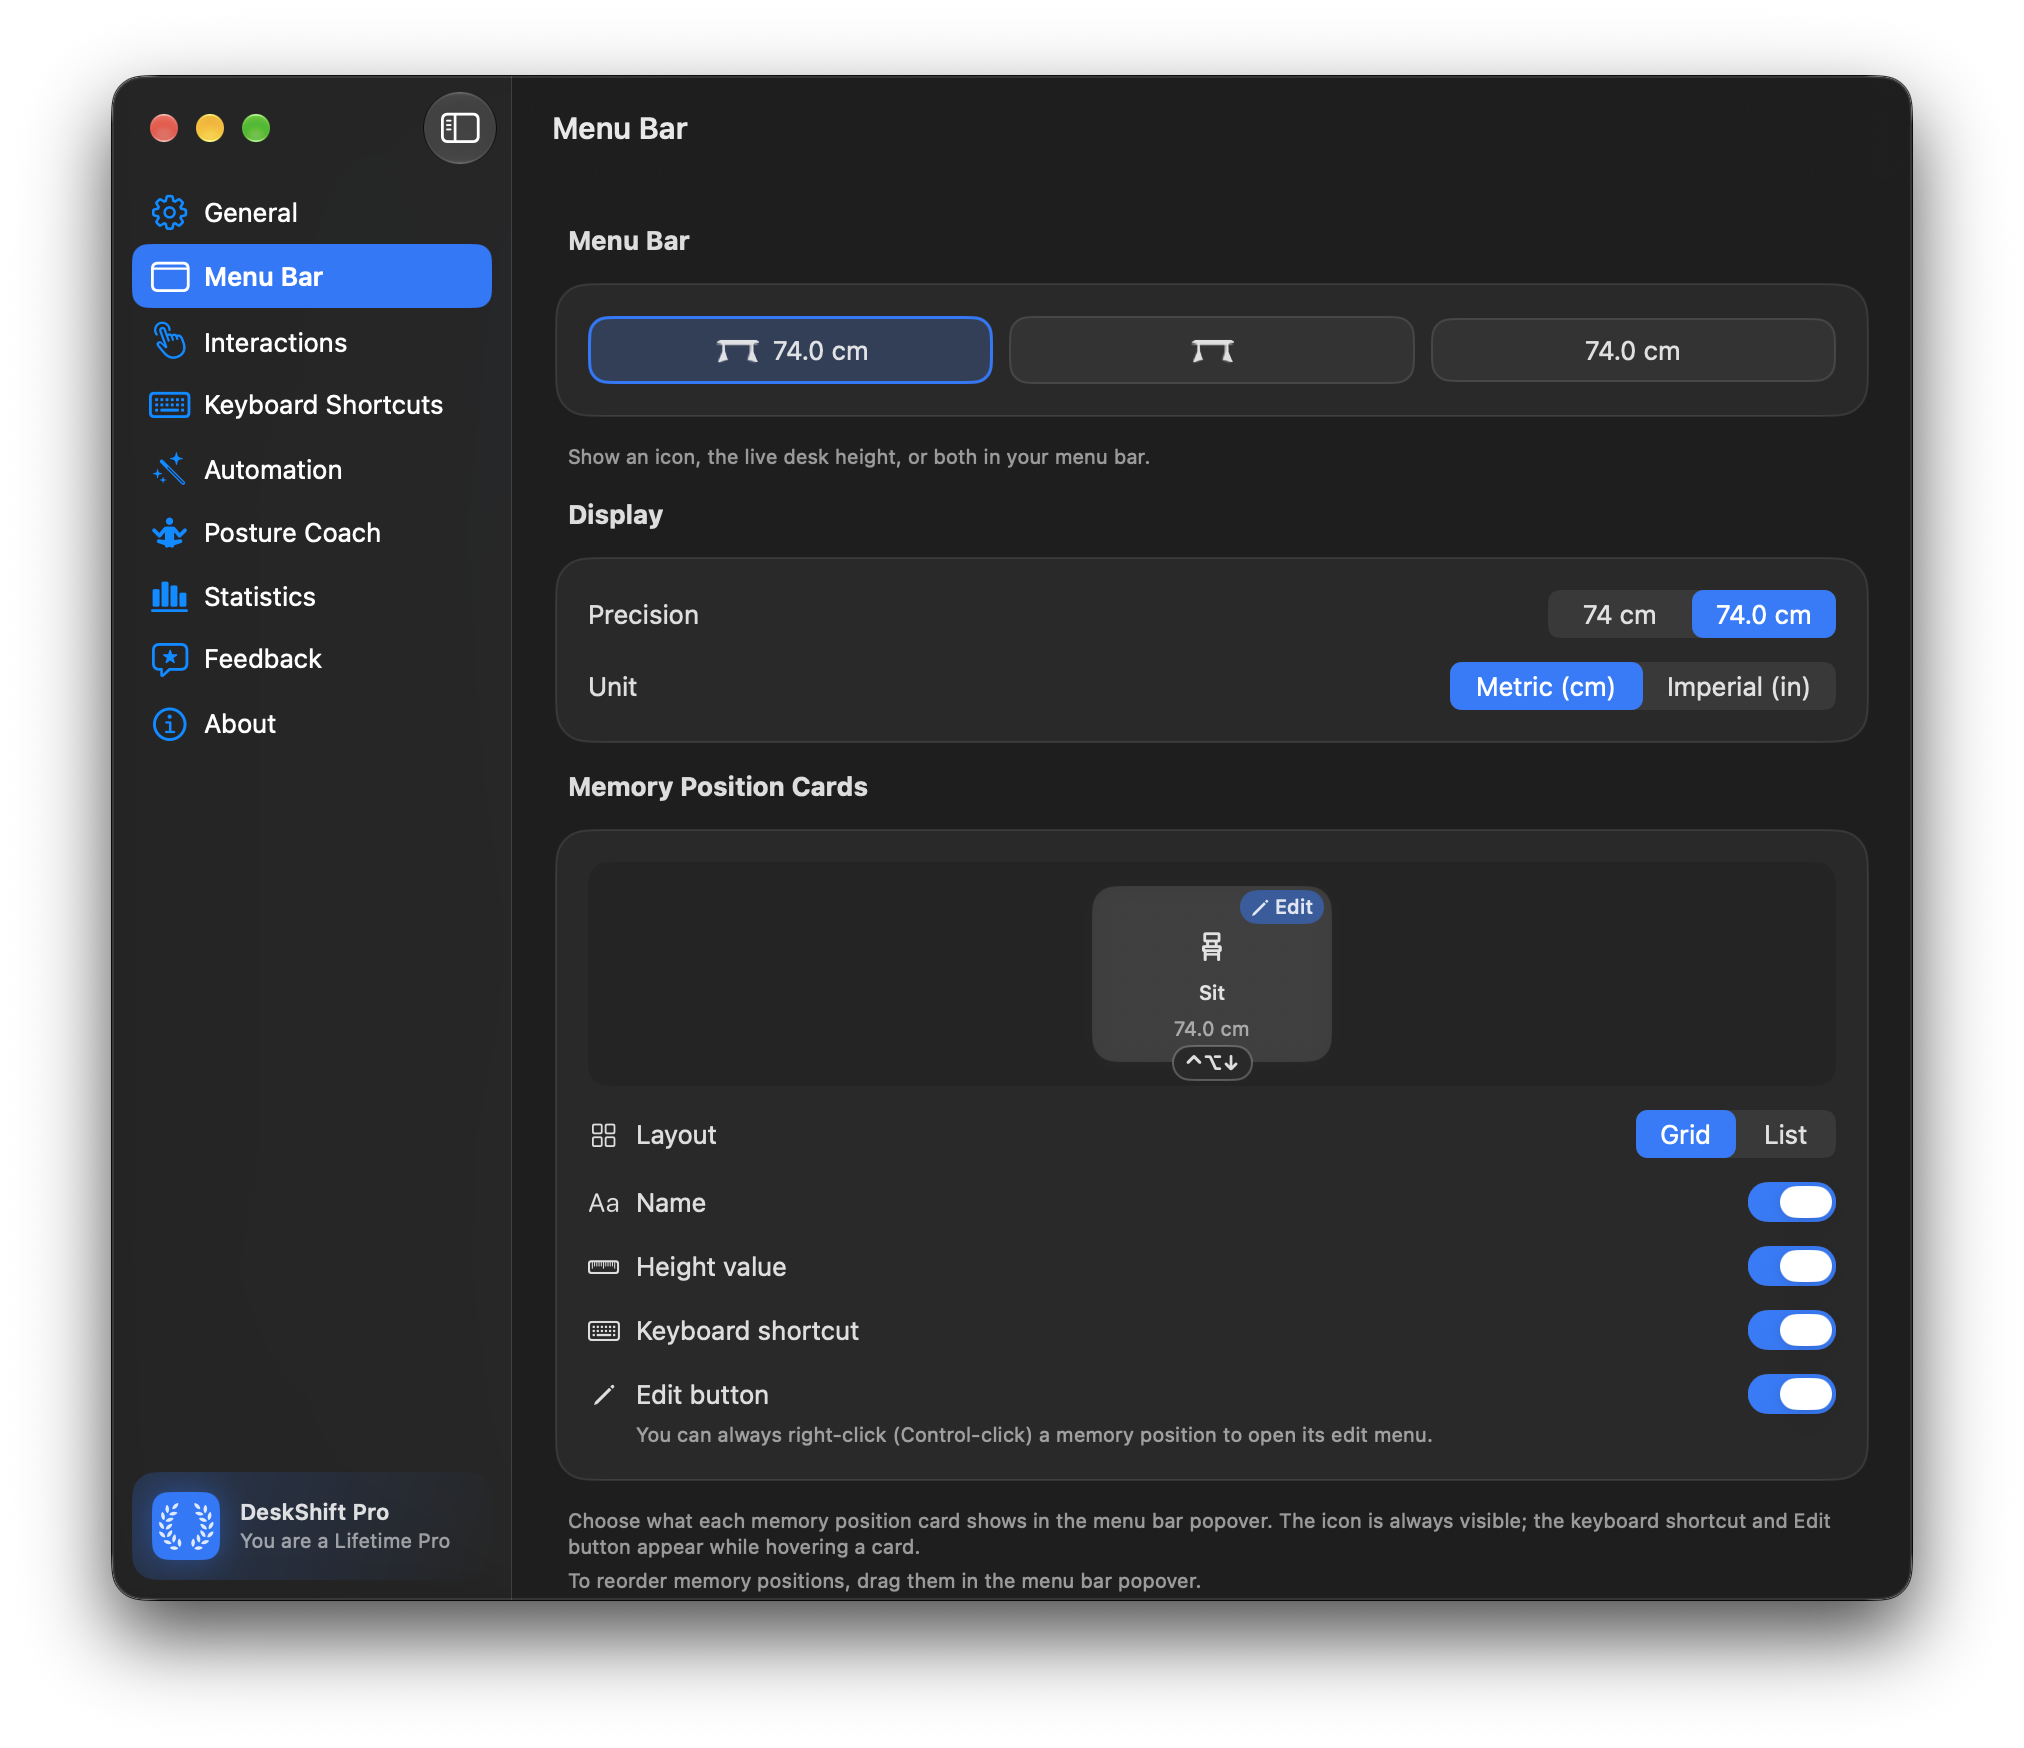 Menu Bar
General
Menu Bar
Interactions
Keyboard Shortcuts
Automation
Posture Coach
Statistics
Feedback
About
DeskShift Pro
You are a Lifetime Pro
Menu Bar
74.0 cm
74.0 cm
Show an icon, the live desk height, or both in your menu bar.
Display
Precision
74 cm
74.0 cm
Unit
Metric (cm)
Imperial (in)
Memory Position Cards
Edit
Sit
74.0 cm
⌃⌥↓
Layout
Grid
List
Aa Name
Height value
Keyboard shortcut
Edit button
You can always right-click (Control-click) a memory position to open its edit menu.
Choose what each memory position card shows in the menu bar popover. The icon is always visible; the keyboard shortcut and Edit
button appear while hovering a card.
To reorder memory positions, drag them in the menu bar popover.